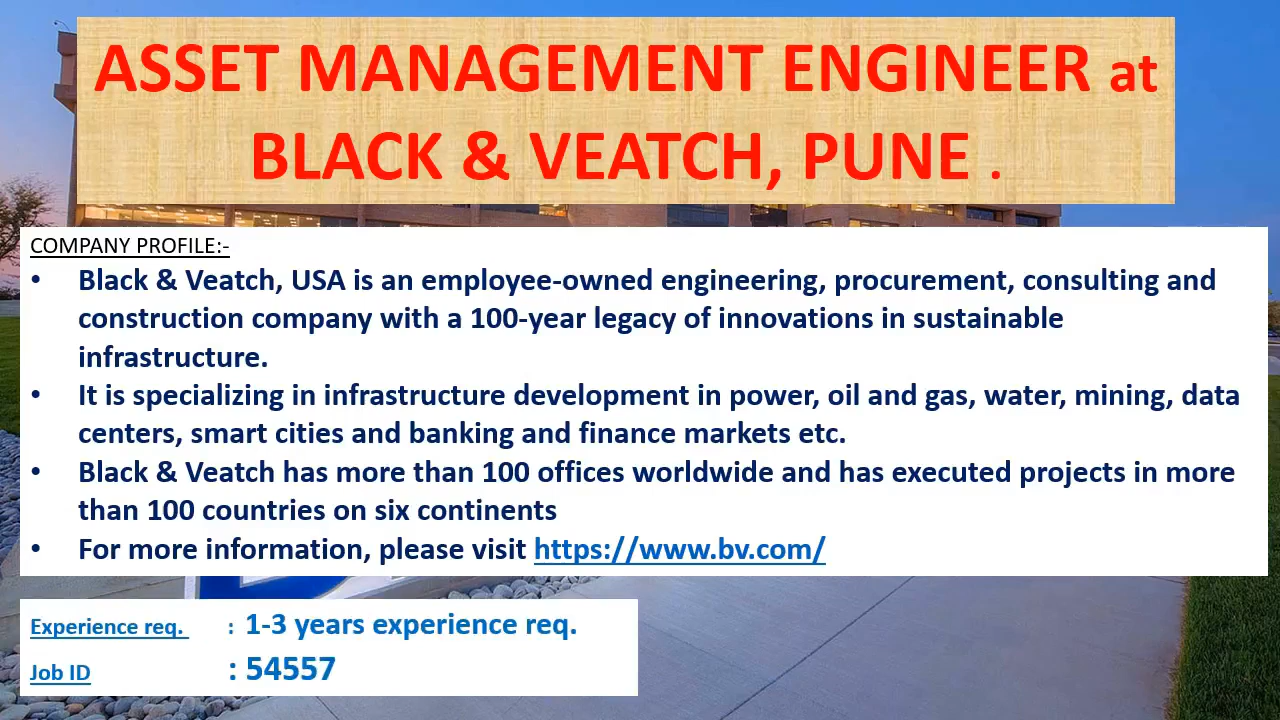 ASSET MANAGEMENT ENGINEER at
BLACK & VEATCH, PUNE .
COMPANY PROFILE:-
• Black & Veatch, USA is an employee-owned engineering, procurement, consulting and
construction company with a 100-year legacy of innovations in sustainable
infrastructure.
• It is specializing in infrastructure development in power, oil and gas, water, mining, data
centers, smart cities and banking and finance markets etc.
• Black & Veatch has more than 100 offices worldwide and has executed projects in more
than 100 countries on six continents
• For more information, please visit https://www.bv.com/
Experience req. : 1-3 years experience req.
Job ID : 54557